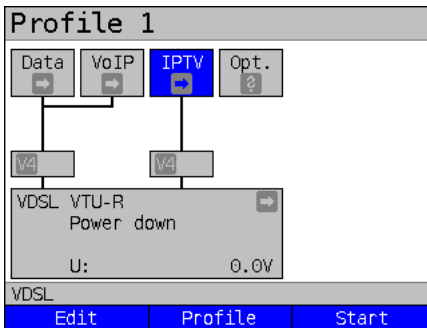 Profile 1
Data VoIP IPTV Opt.
V4 V4
VDSL VTU-R
Power down
U: 0.0V
VDSL
Edit Profile Start